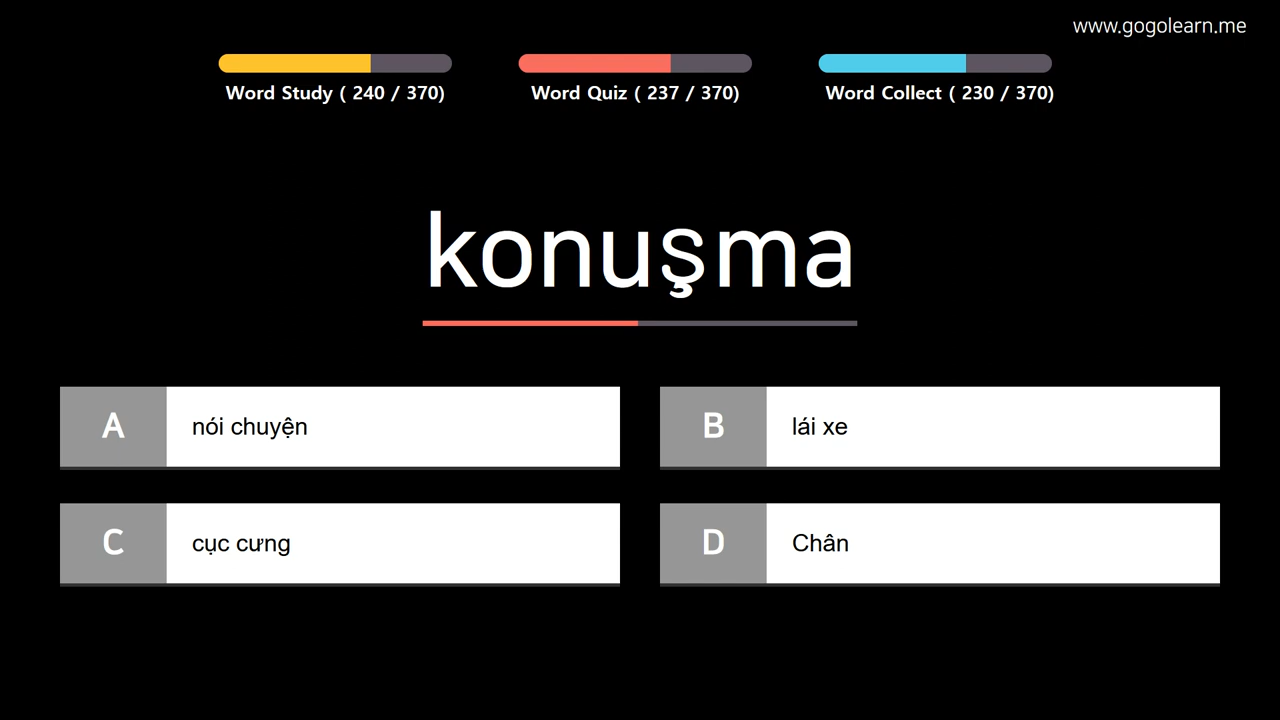 www.gogolearn.me
Word Study ( 240 / 370)
Word Quiz ( 237 / 370)
Word Collect ( 230 / 370)
konuşma
A nói chuyện
B lái xe
C cục cưng
D Chân